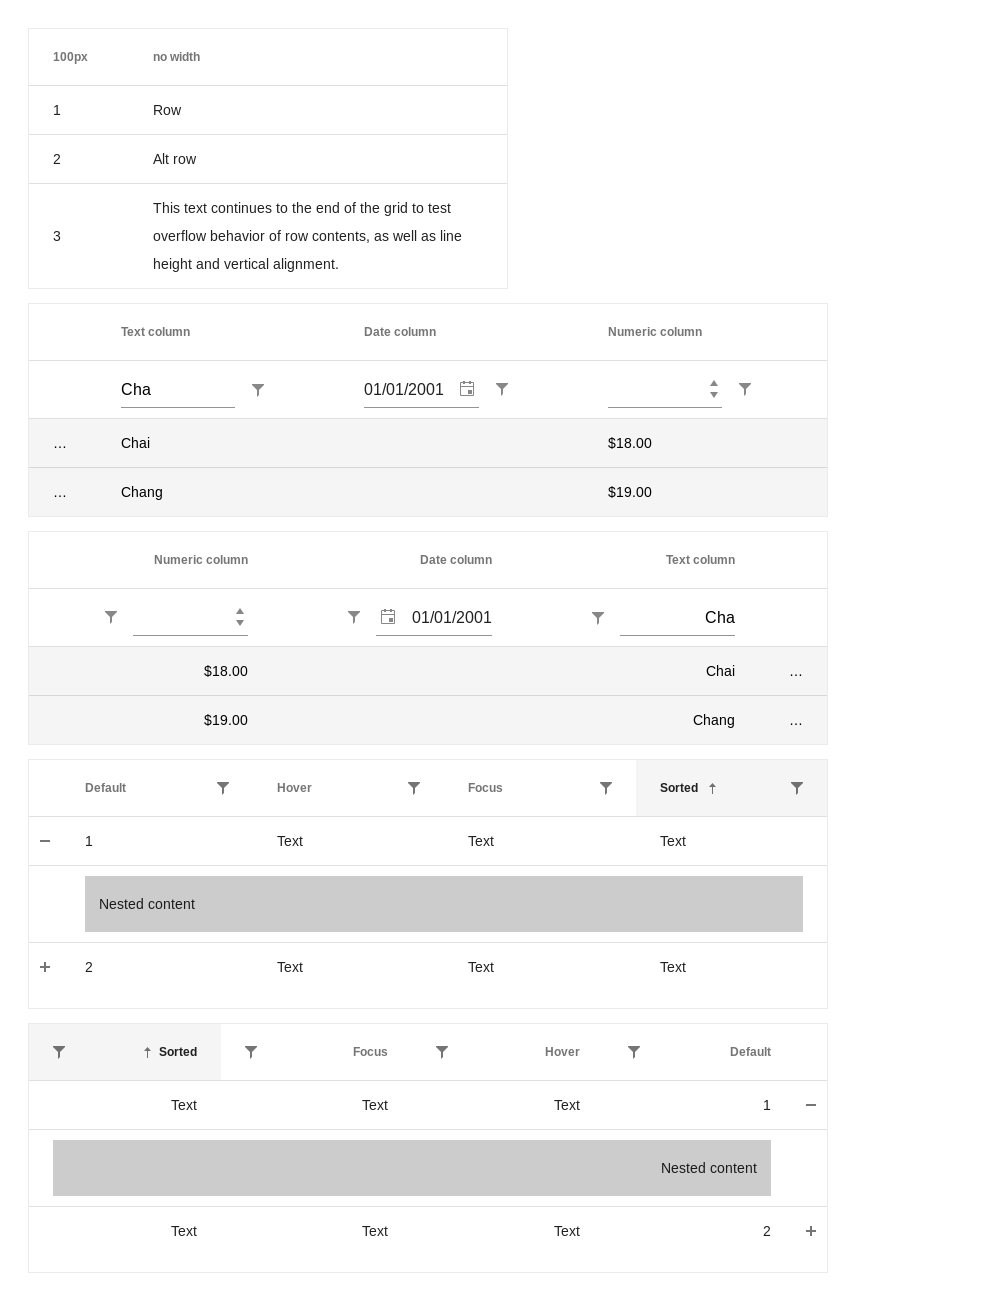 100px no width
1 Row
2 Alt row
This text continues to the end of the grid to test
3 overflow behavior of row contents, as well as line
height and vertical alignment.
Text column Date column Numeric column
Cha 01/01/2001
... Chai $18.00
... Chang $19.00
Numeric column Date column Text column
01/01/2001 Cha
$18.00 Chai ...
$19.00 Chang ...
Default Hover Focus Sorted
1 Text Text Text
Nested content
2 Text Text Text
Sorted Focus Hover Default
Text Text Text 1
Nested content
Text Text Text 2